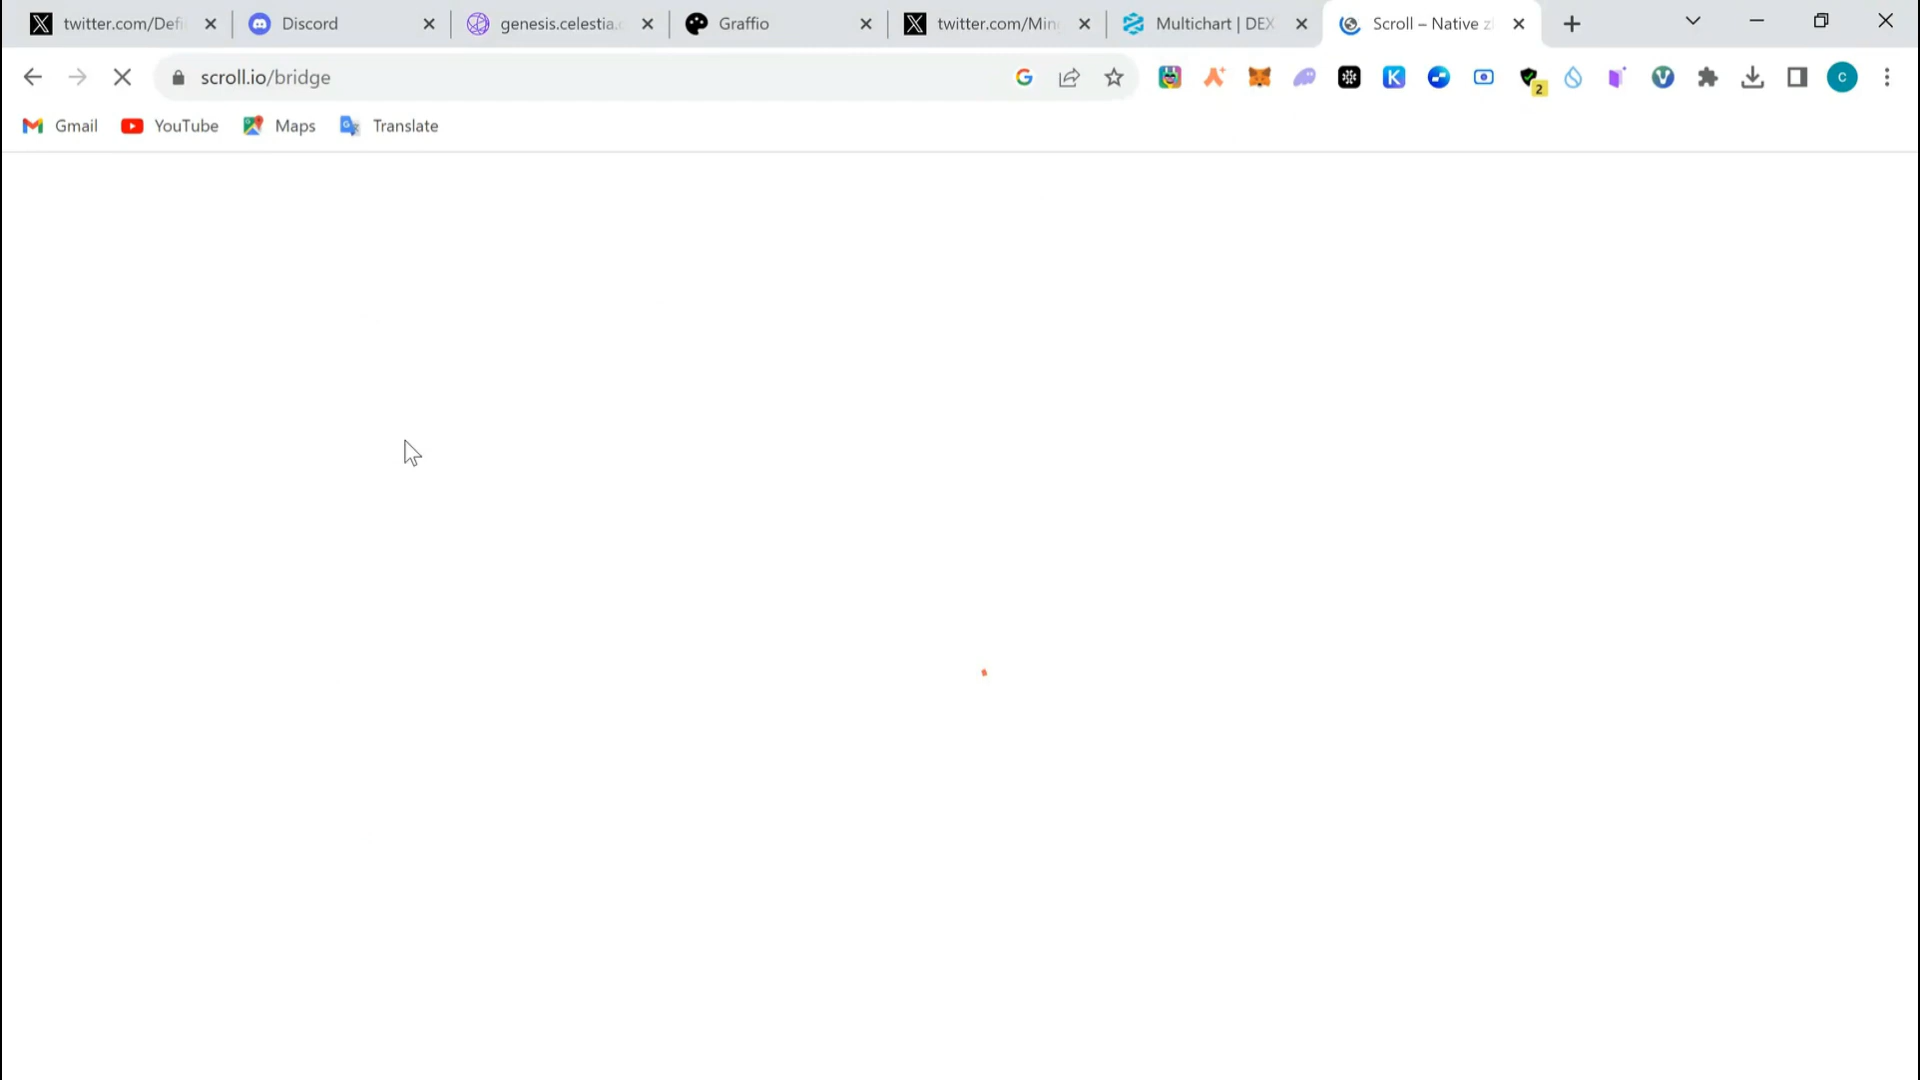 twitter.com/Defi
Discord
genesis.celestia.
Graffio
twitter.com/Min
Multichart | DEX
Scroll – Native z
scroll.io/bridge
K
2
V
C
Gmail
YouTube
Maps
Translate